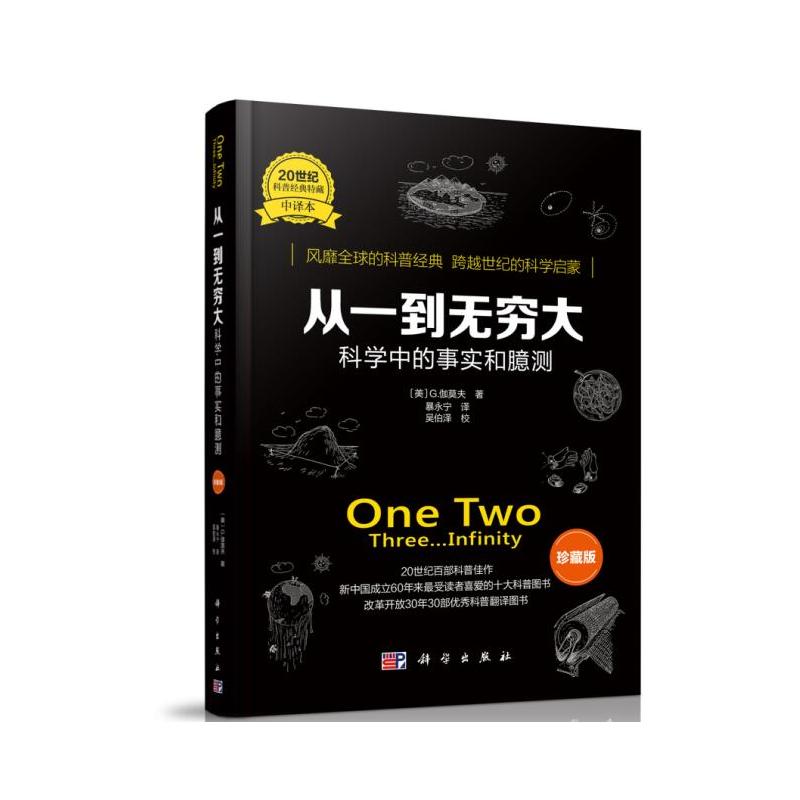 One Two
Three...Infinity
从一到无穷大
科学中的事实和臆测
珍藏版
科学出版社
20世纪
科普经典特藏
中译本
风靡全球的科普经典 跨越世纪的科学启蒙
从一到无穷大
科学中的事实和臆测
［美］G.伽莫夫 著
暴永宁 译
吴伯泽 校
One Two
Three...Infinity
珍藏版
20世纪百部科普佳作
新中国成立60年来最受读者喜爱的十大科普图书
改革开放30年30部优秀科普翻译图书
科学出版社